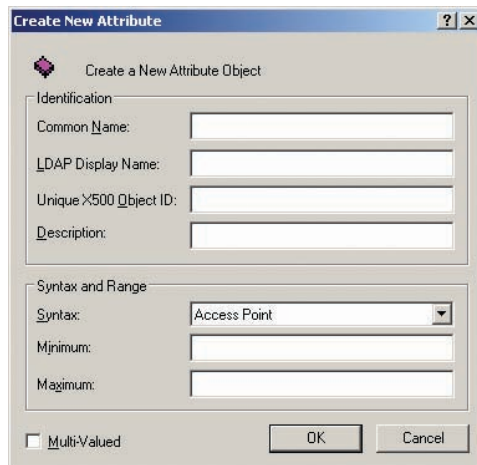 Create New Attribute
Create a New Attribute Object
Identification
Common Name:
LDAP Display Name:
Unique X500 Object ID:
Description:
Syntax and Range
Syntax: Access Point
Minimum:
Maximum:
Multi-Valued OK Cancel